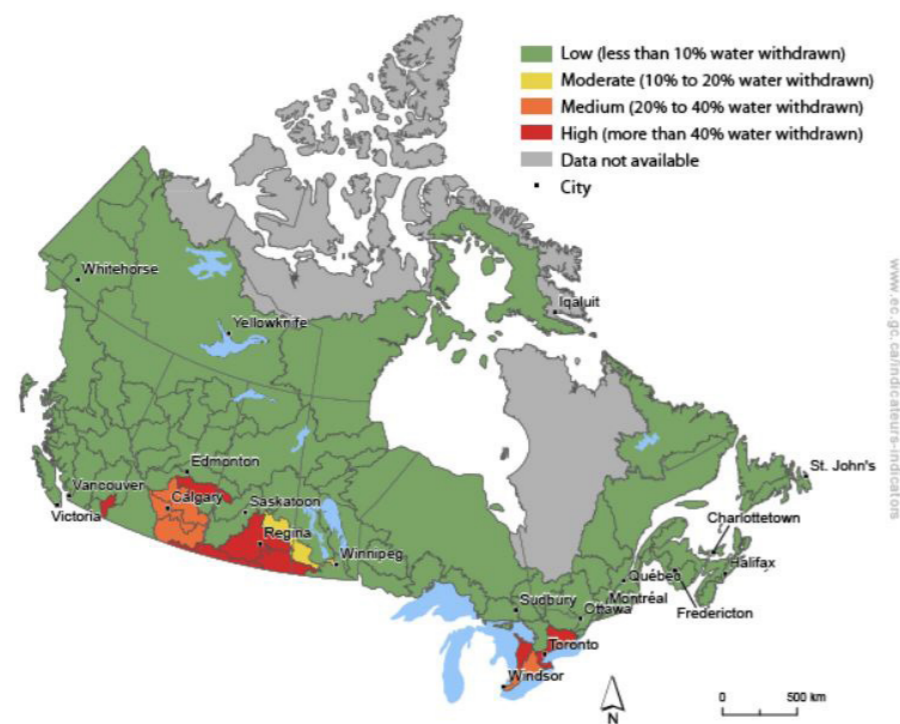 Low (less than 10% water withdrawn)
Moderate (10% to 20% water withdrawn)
Medium (20% to 40% water withdrawn)
High (more than 40% water withdrawn)
Data not available
City
www.ec.gc.ca/indicateurs-indicators
Whitehorse
Iqaluit
Yellowknife
Edmonton
St. John's
Vancouver
Calgary
Saskatoon
Victoria
Charlottetown
Regina
Winnipeg
Halifax
Québec
Montréal
Sudbury
Ottawa
Fredericton
Toronto
Windsor
N
0 500 km